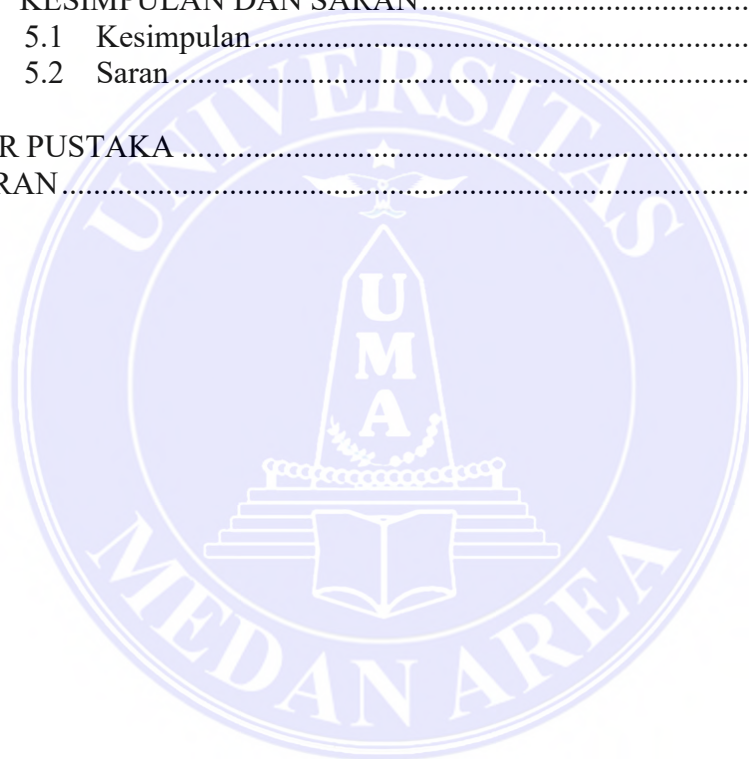 KESIMPULAN DAN SARAN..........................................
5.1 Kesimpulan................................................................
5.2 Saran..........................................................................
R PUSTAKA .........................................................................
RAN.........................................................................................
UNIVERSITAS
U
M
A
MEDAN AREA